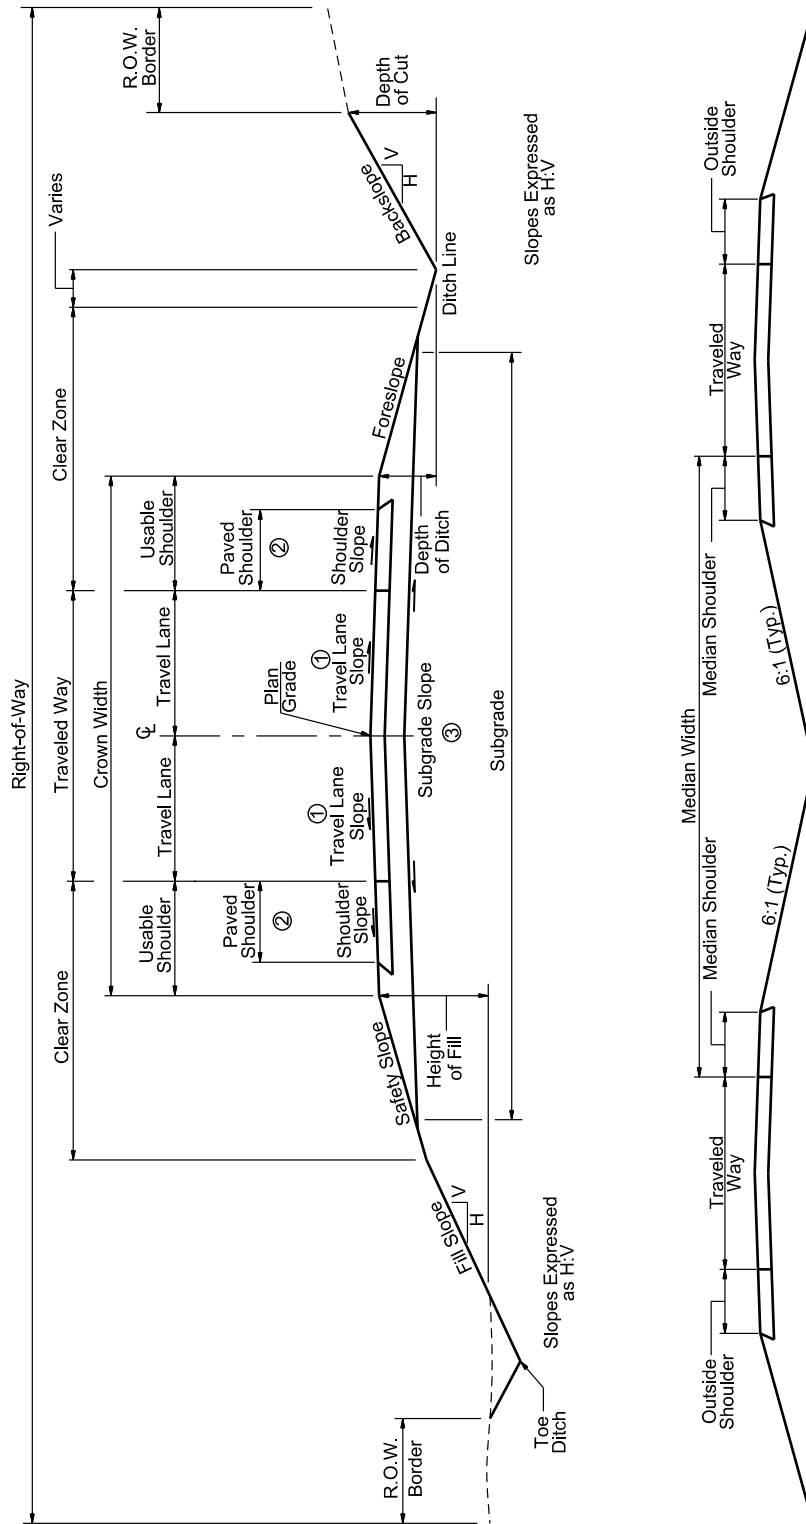 Right-of-Way
Clear Zone
Traveled Way
Clear Zone
Varies
R.O.W.
Border
Crown Width
Usable
Shoulder
Travel Lane
CL
Travel Lane
Usable
Shoulder
Paved
Shoulder
②
Plan
Grade
Paved
Shoulder
②
Shoulder
Slope
①
Travel Lane
Slope
①
Travel Lane
Slope
Shoulder
Slope
Safety Slope
Foreslope
Backslope
V
H
Depth
of Cut
Height
of Fill
Subgrade Slope
③
Depth
of Ditch
Ditch Line
Fill Slope
V
H
Subgrade
R.O.W.
Border
Toe
Ditch
Slopes Expressed
as H:V
Slopes Expressed
as H:V
Median Width
Outside
Shoulder
Traveled
Way
Median Shoulder
Median Shoulder
Traveled
Way
Outside
Shoulder
6:1 (Typ.)
6:1 (Typ.)